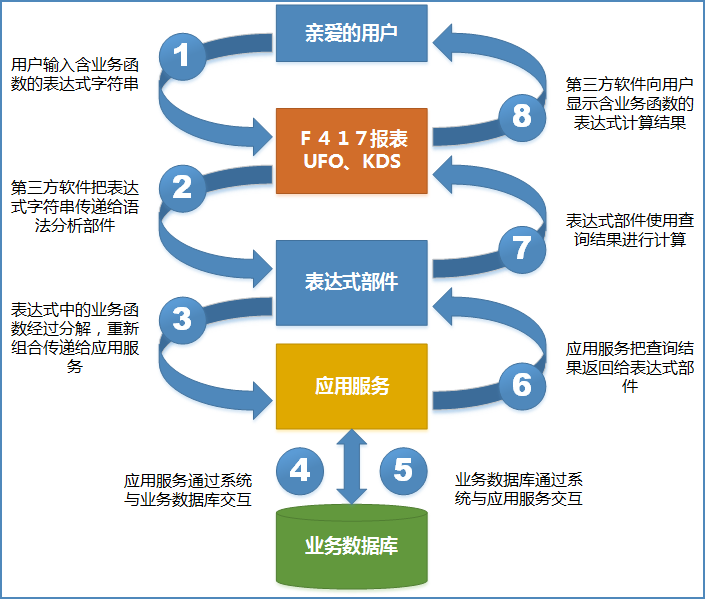 亲爱的用户
1
用户输入含业务函
数的表达式字符串
8
第三方软件向用户
显示含业务函数的
表达式计算结果
F417报表
UFO、KDS
2
第三方软件把表达
式字符串传递给语
法分析部件
7
表达式部件使用查
询结果进行计算
表达式部件
3
表达式中的业务函
数经过分解，重新
组合传递给应用服
务
6
应用服务把查询结
果返回给表达式部
件
应用服务
4
应用服务通过系统
与业务数据库交互
5
业务数据库通过系
统与应用服务交互
业务数据库